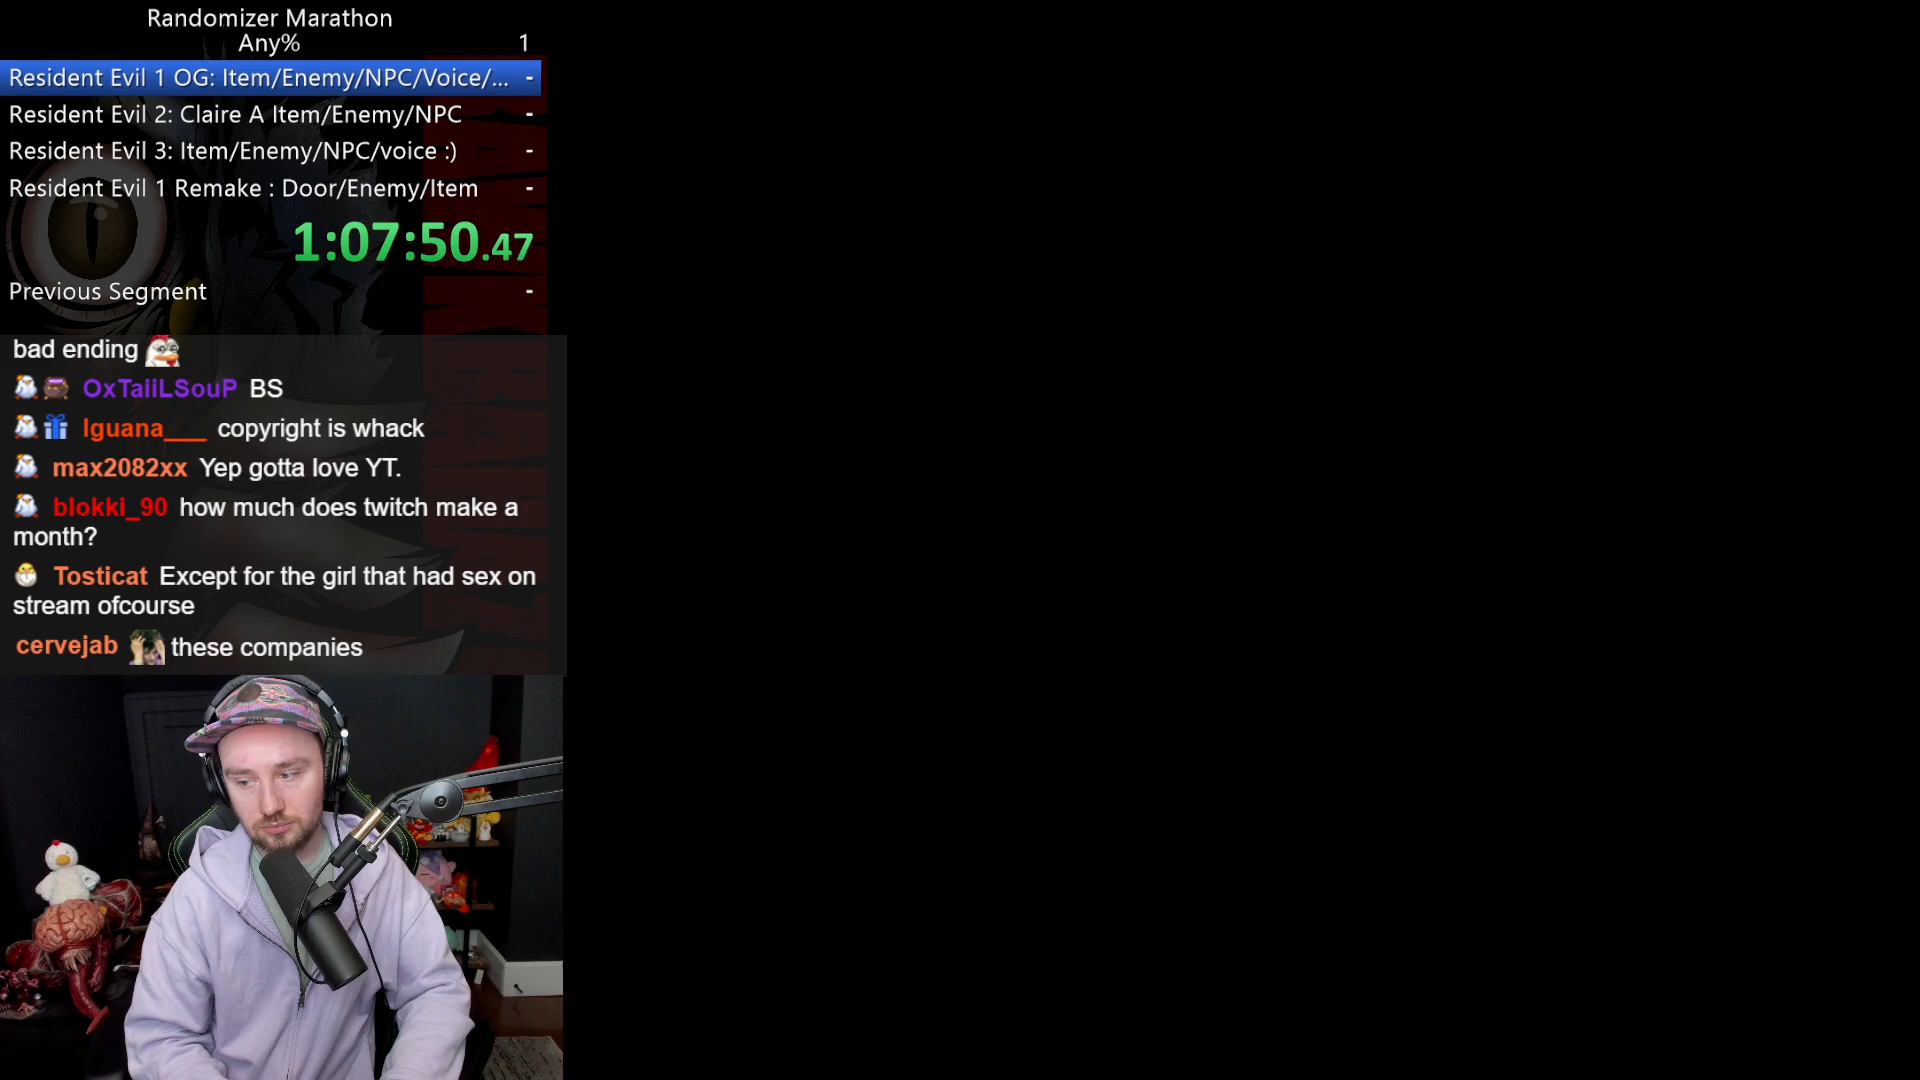 Randomizer Marathon
Any% 1
Resident Evil 1 OG: Item/Enemy/NPC/Voice/... -
Resident Evil 2: Claire A Item/Enemy/NPC -
Resident Evil 3: Item/Enemy/NPC/voice :) -
Resident Evil 1 Remake : Door/Enemy/Item -
1:07:50.47
Previous Segment -
bad ending
OxTaiiLSouP BS
Iguana___ copyright is whack
max2082xx Yep gotta love YT.
blokki_90 how much does twitch make a
month?
Tosticat Except for the girl that had sex on
stream ofcourse
cervejab these companies